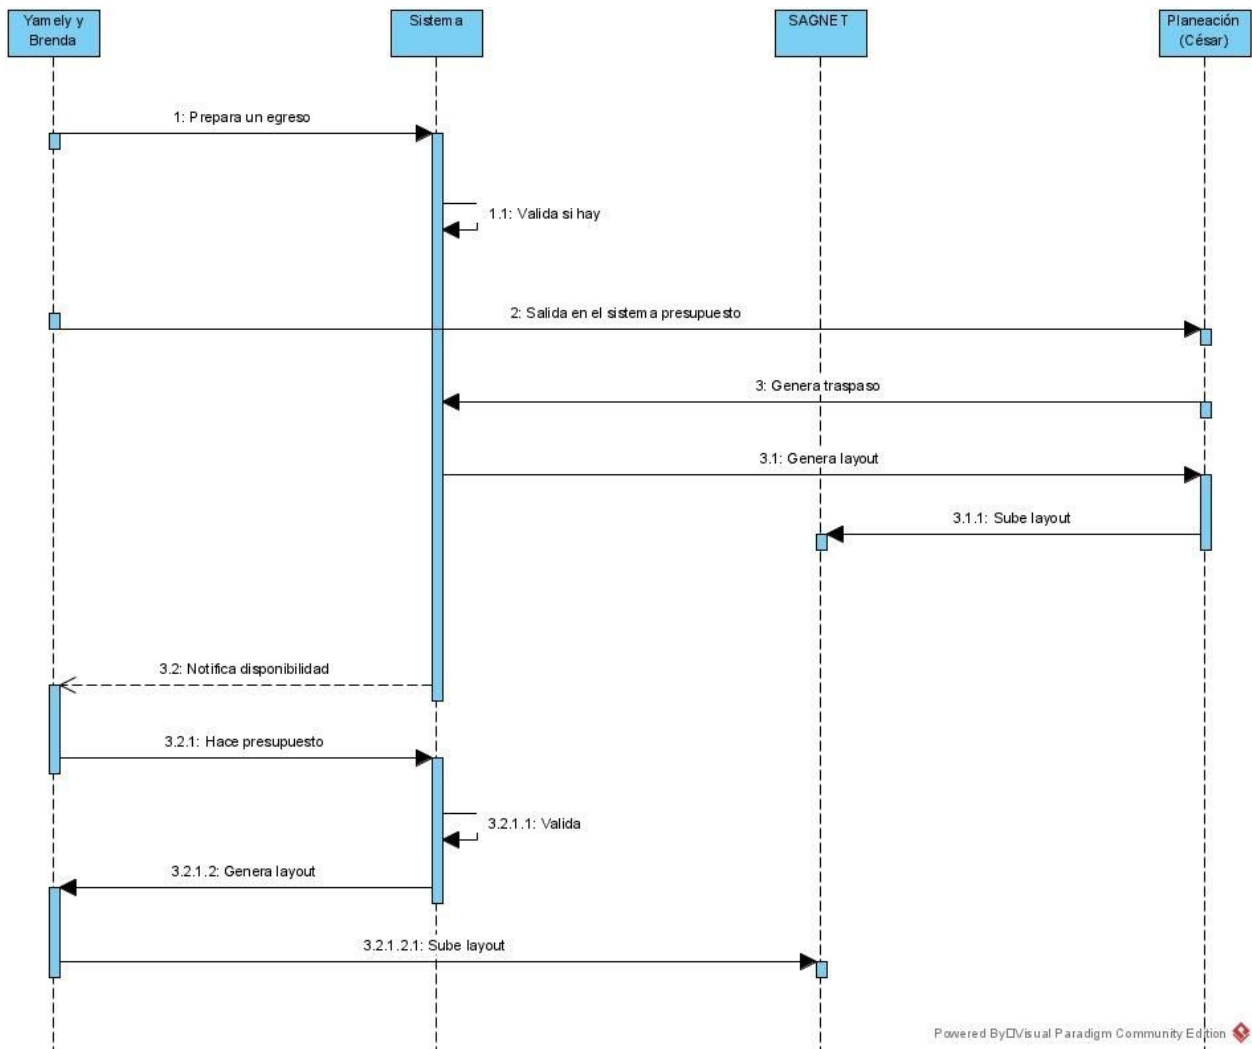 Yamely y
Brenda
Sistema
SAGNET
Planeación
(César)
1: Prepara un egreso
1.1: Valida si hay
2: Salida en el sistema presupuesto
3: Genera traspaso
3.1: Genera layout
3.1.1: Sube layout
3.2: Notifica disponibilidad
3.2.1: Hace presupuesto
3.2.1.1: Valida
3.2.1.2: Genera layout
3.2.1.2.1: Sube layout
Powered By□Visual Paradigm Community Edition